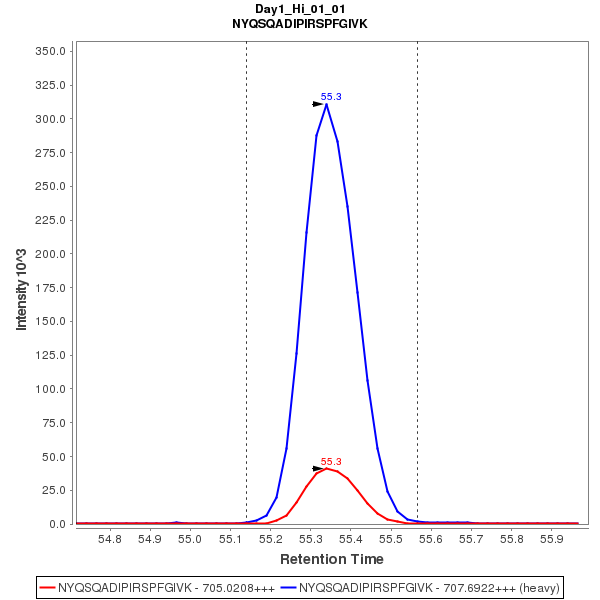 Day1_Hi_01_01
NYQSQADIPIRSPFGIVK
350.0
325.0
300.0
275.0
250.0
225.0
200.0
175.0
150.0
125.0
100.0
75.0
50.0
25.0
0.0
Intensity 10^3
55.3
55.3
54.8 54.9 55.0 55.1 55.2 55.3 55.4 55.5 55.6 55.7 55.8 55.9
Retention Time
NYQSQADIPIRSPFGIVK - 705.0208+++ NYQSQADIPIRSPFGIVK - 707.6922+++ (heavy)